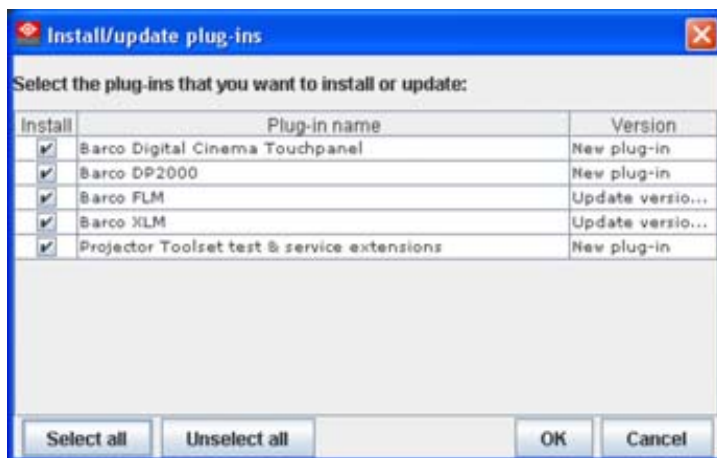 Install/update plug-ins
Select the plug-ins that you want to install or update:
Install Plug-in name Version
Barco Digital Cinema Touchpanel New plug-in
Barco DP2000 New plug-in
Barco FLM Update versio...
Barco XLM Update versio...
Projector Toolset test & service extensions New plug-in
Select all Unselect all OK Cancel